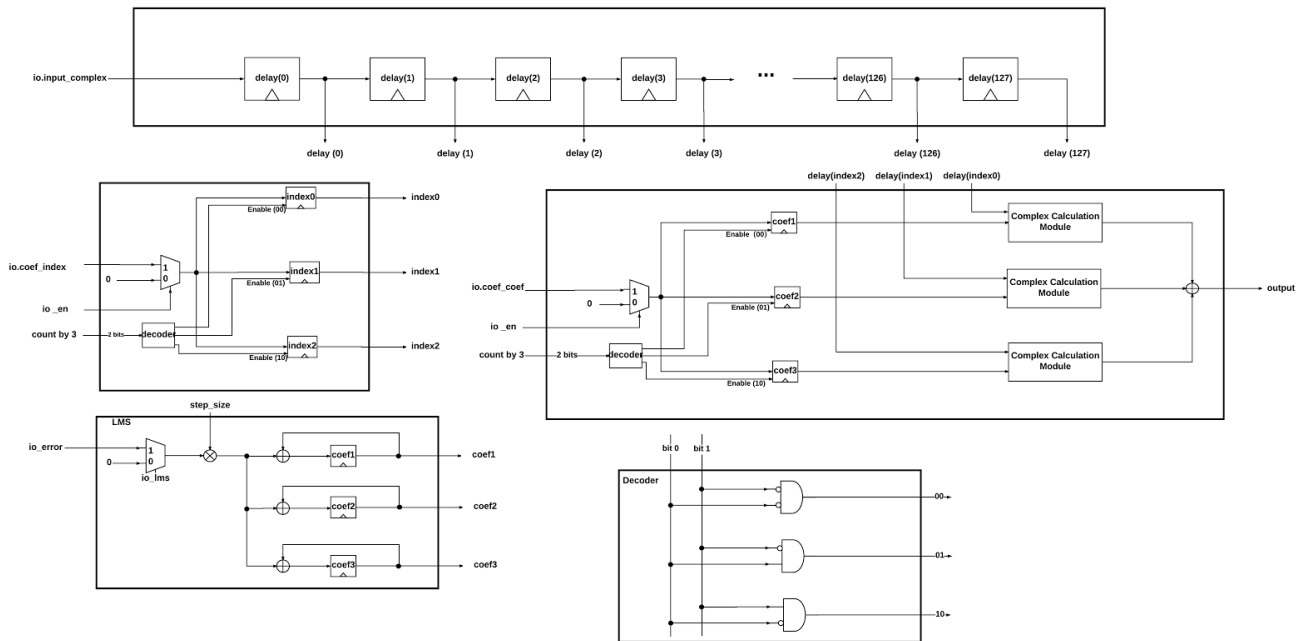 io.input_complex
delay(0)
delay(1)
delay(2)
delay(3)
...
delay(126)
delay(127)
delay (0)
delay (1)
delay (2)
delay (3)
delay (126)
delay (127)
index0
Enable (00)
index0
io.coef_index
1
0
0
index1
Enable (01)
index1
io _en
count by 3
2 bits
decoder
index2
Enable (10)
index2
delay(index2)
delay(index1)
delay(index0)
coef1
Enable (00)
Complex Calculation
Module
io.coef_coef
1
0
0
coef2
Enable (01)
Complex Calculation
Module
output
io _en
count by 3
2 bits
decoder
coef3
Enable (10)
Complex Calculation
Module
step_size
LMS
io_error
1
0
0
io_lms
coef1
coef1
coef2
coef2
coef3
coef3
bit 0
bit 1
Decoder
00
01
10